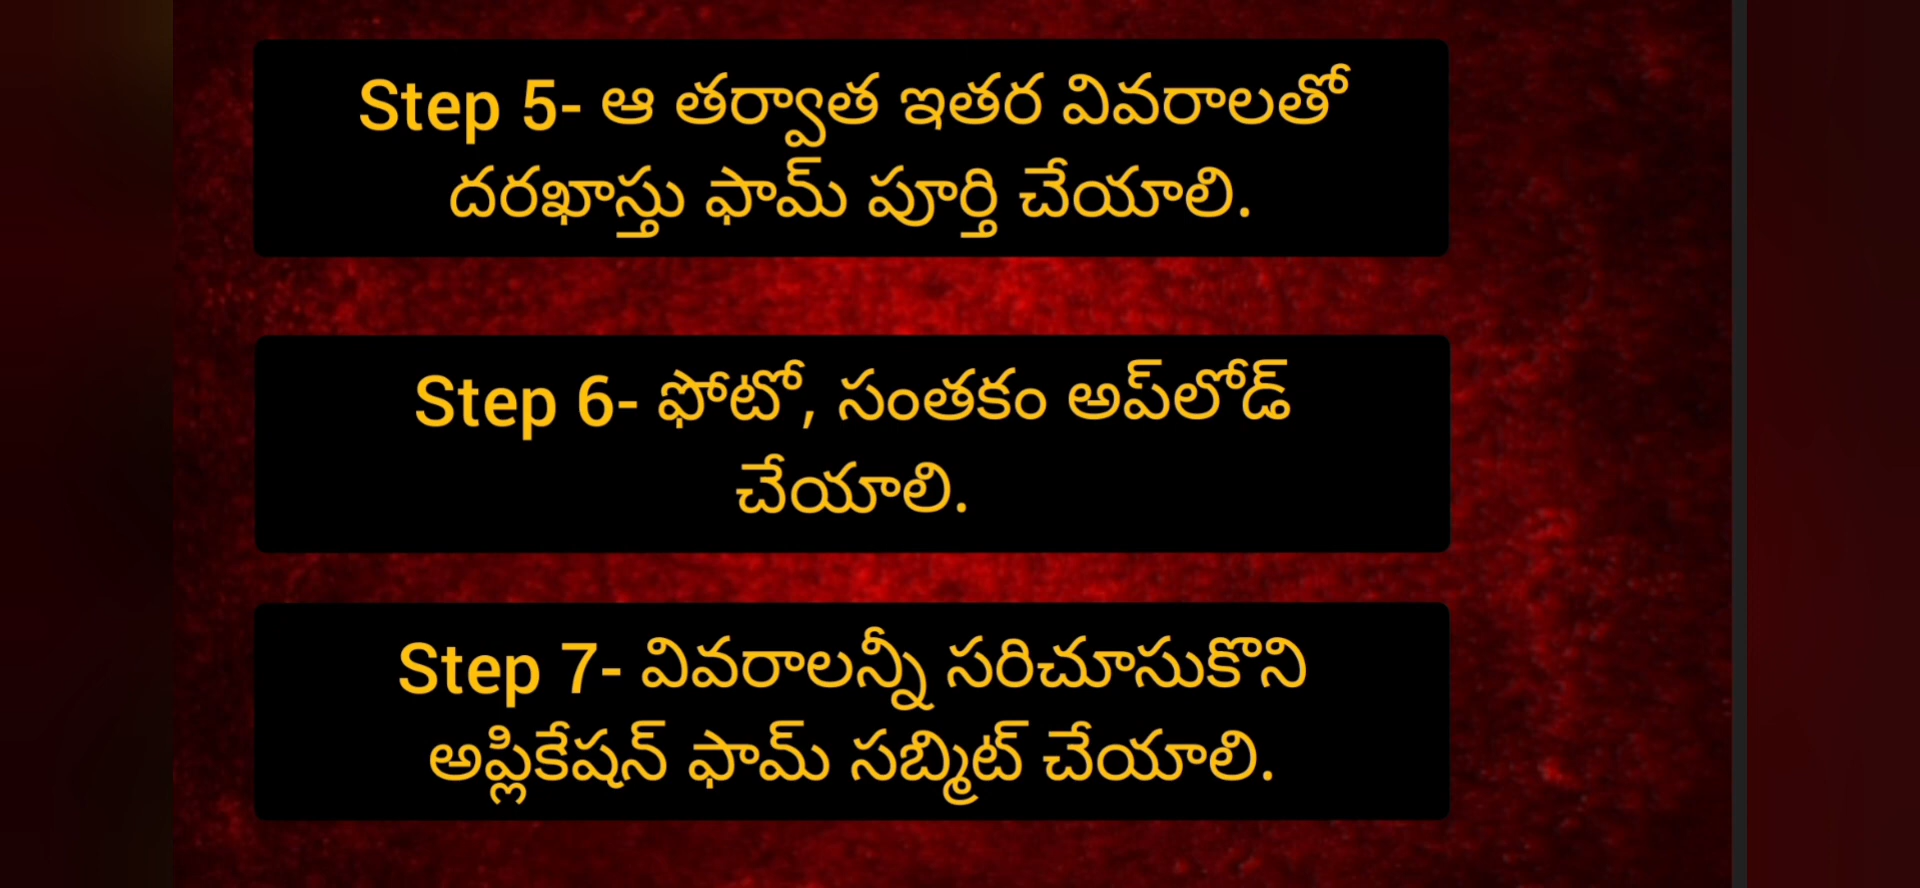 Step 5- ఆ తర్వాత ఇతర వివరాలతో
దరఖాస్తు ఫామ్ పూర్తి చేయాలి.
Step 6- ఫోటో, సంతకం అప్‌లోడ్
చేయాలి.
Step 7- వివరాలన్నీ సరిచూసుకొని
అప్లికేషన్ ఫామ్ సబ్మిట్ చేయాలి.